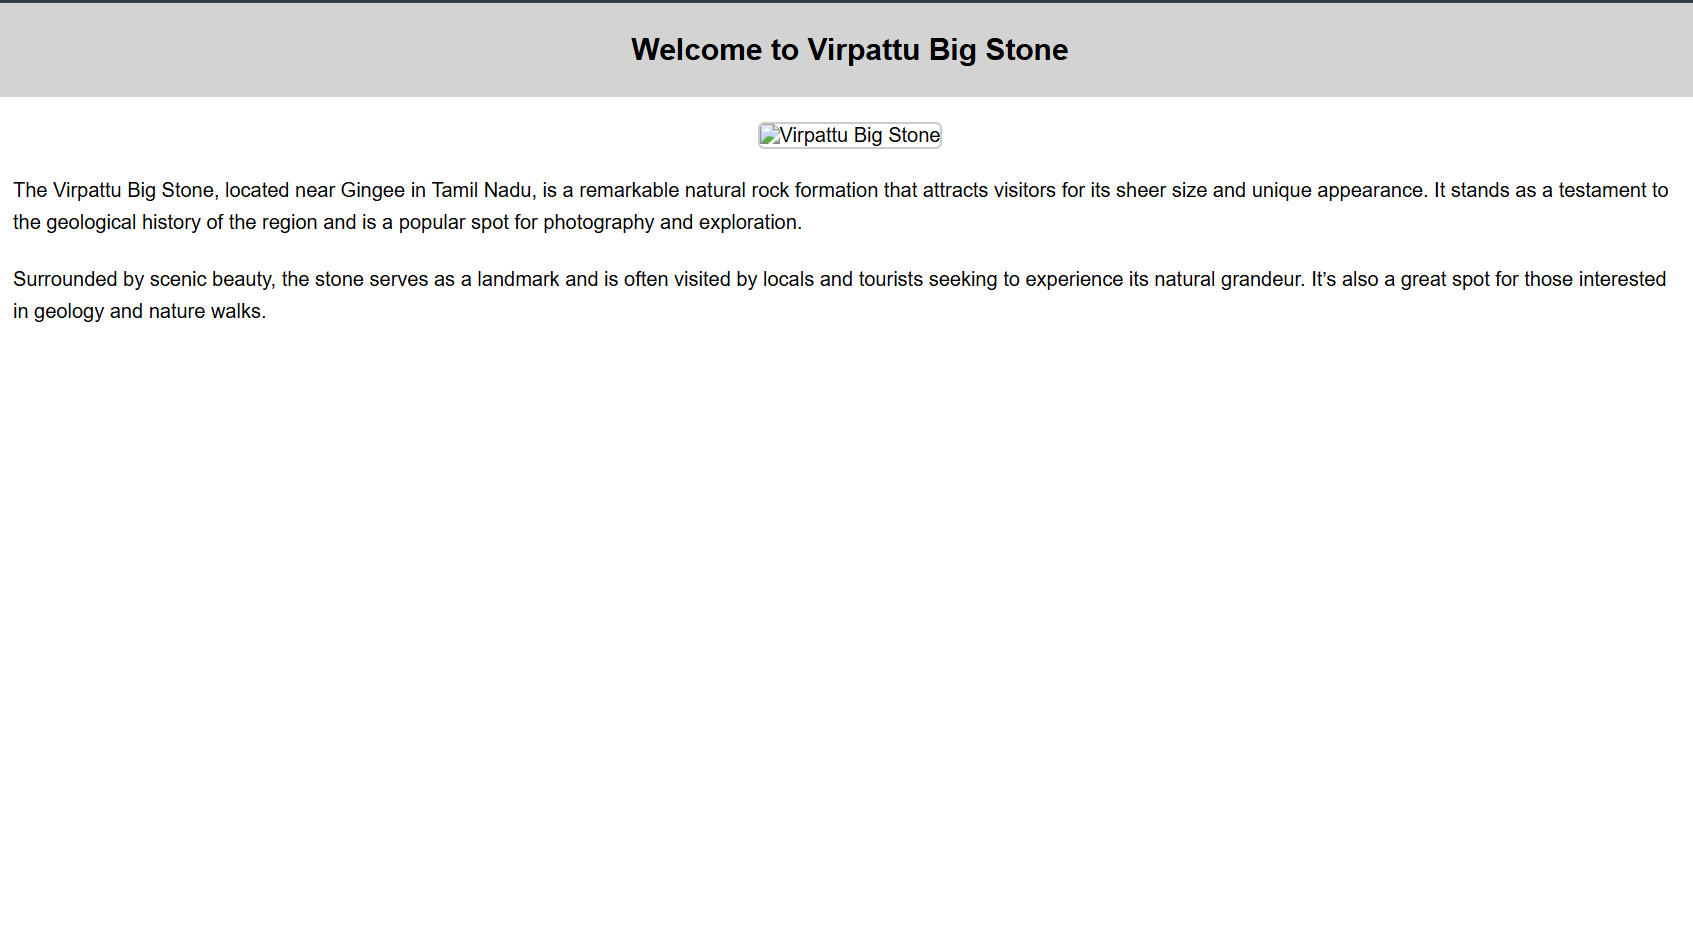 Welcome to Virpattu Big Stone
Virpattu Big Stone
The Virpattu Big Stone, located near Gingee in Tamil Nadu, is a remarkable natural rock formation that attracts visitors for its sheer size and unique appearance. It stands as a testament to
the geological history of the region and is a popular spot for photography and exploration.
Surrounded by scenic beauty, the stone serves as a landmark and is often visited by locals and tourists seeking to experience its natural grandeur. It’s also a great spot for those interested
in geology and nature walks.